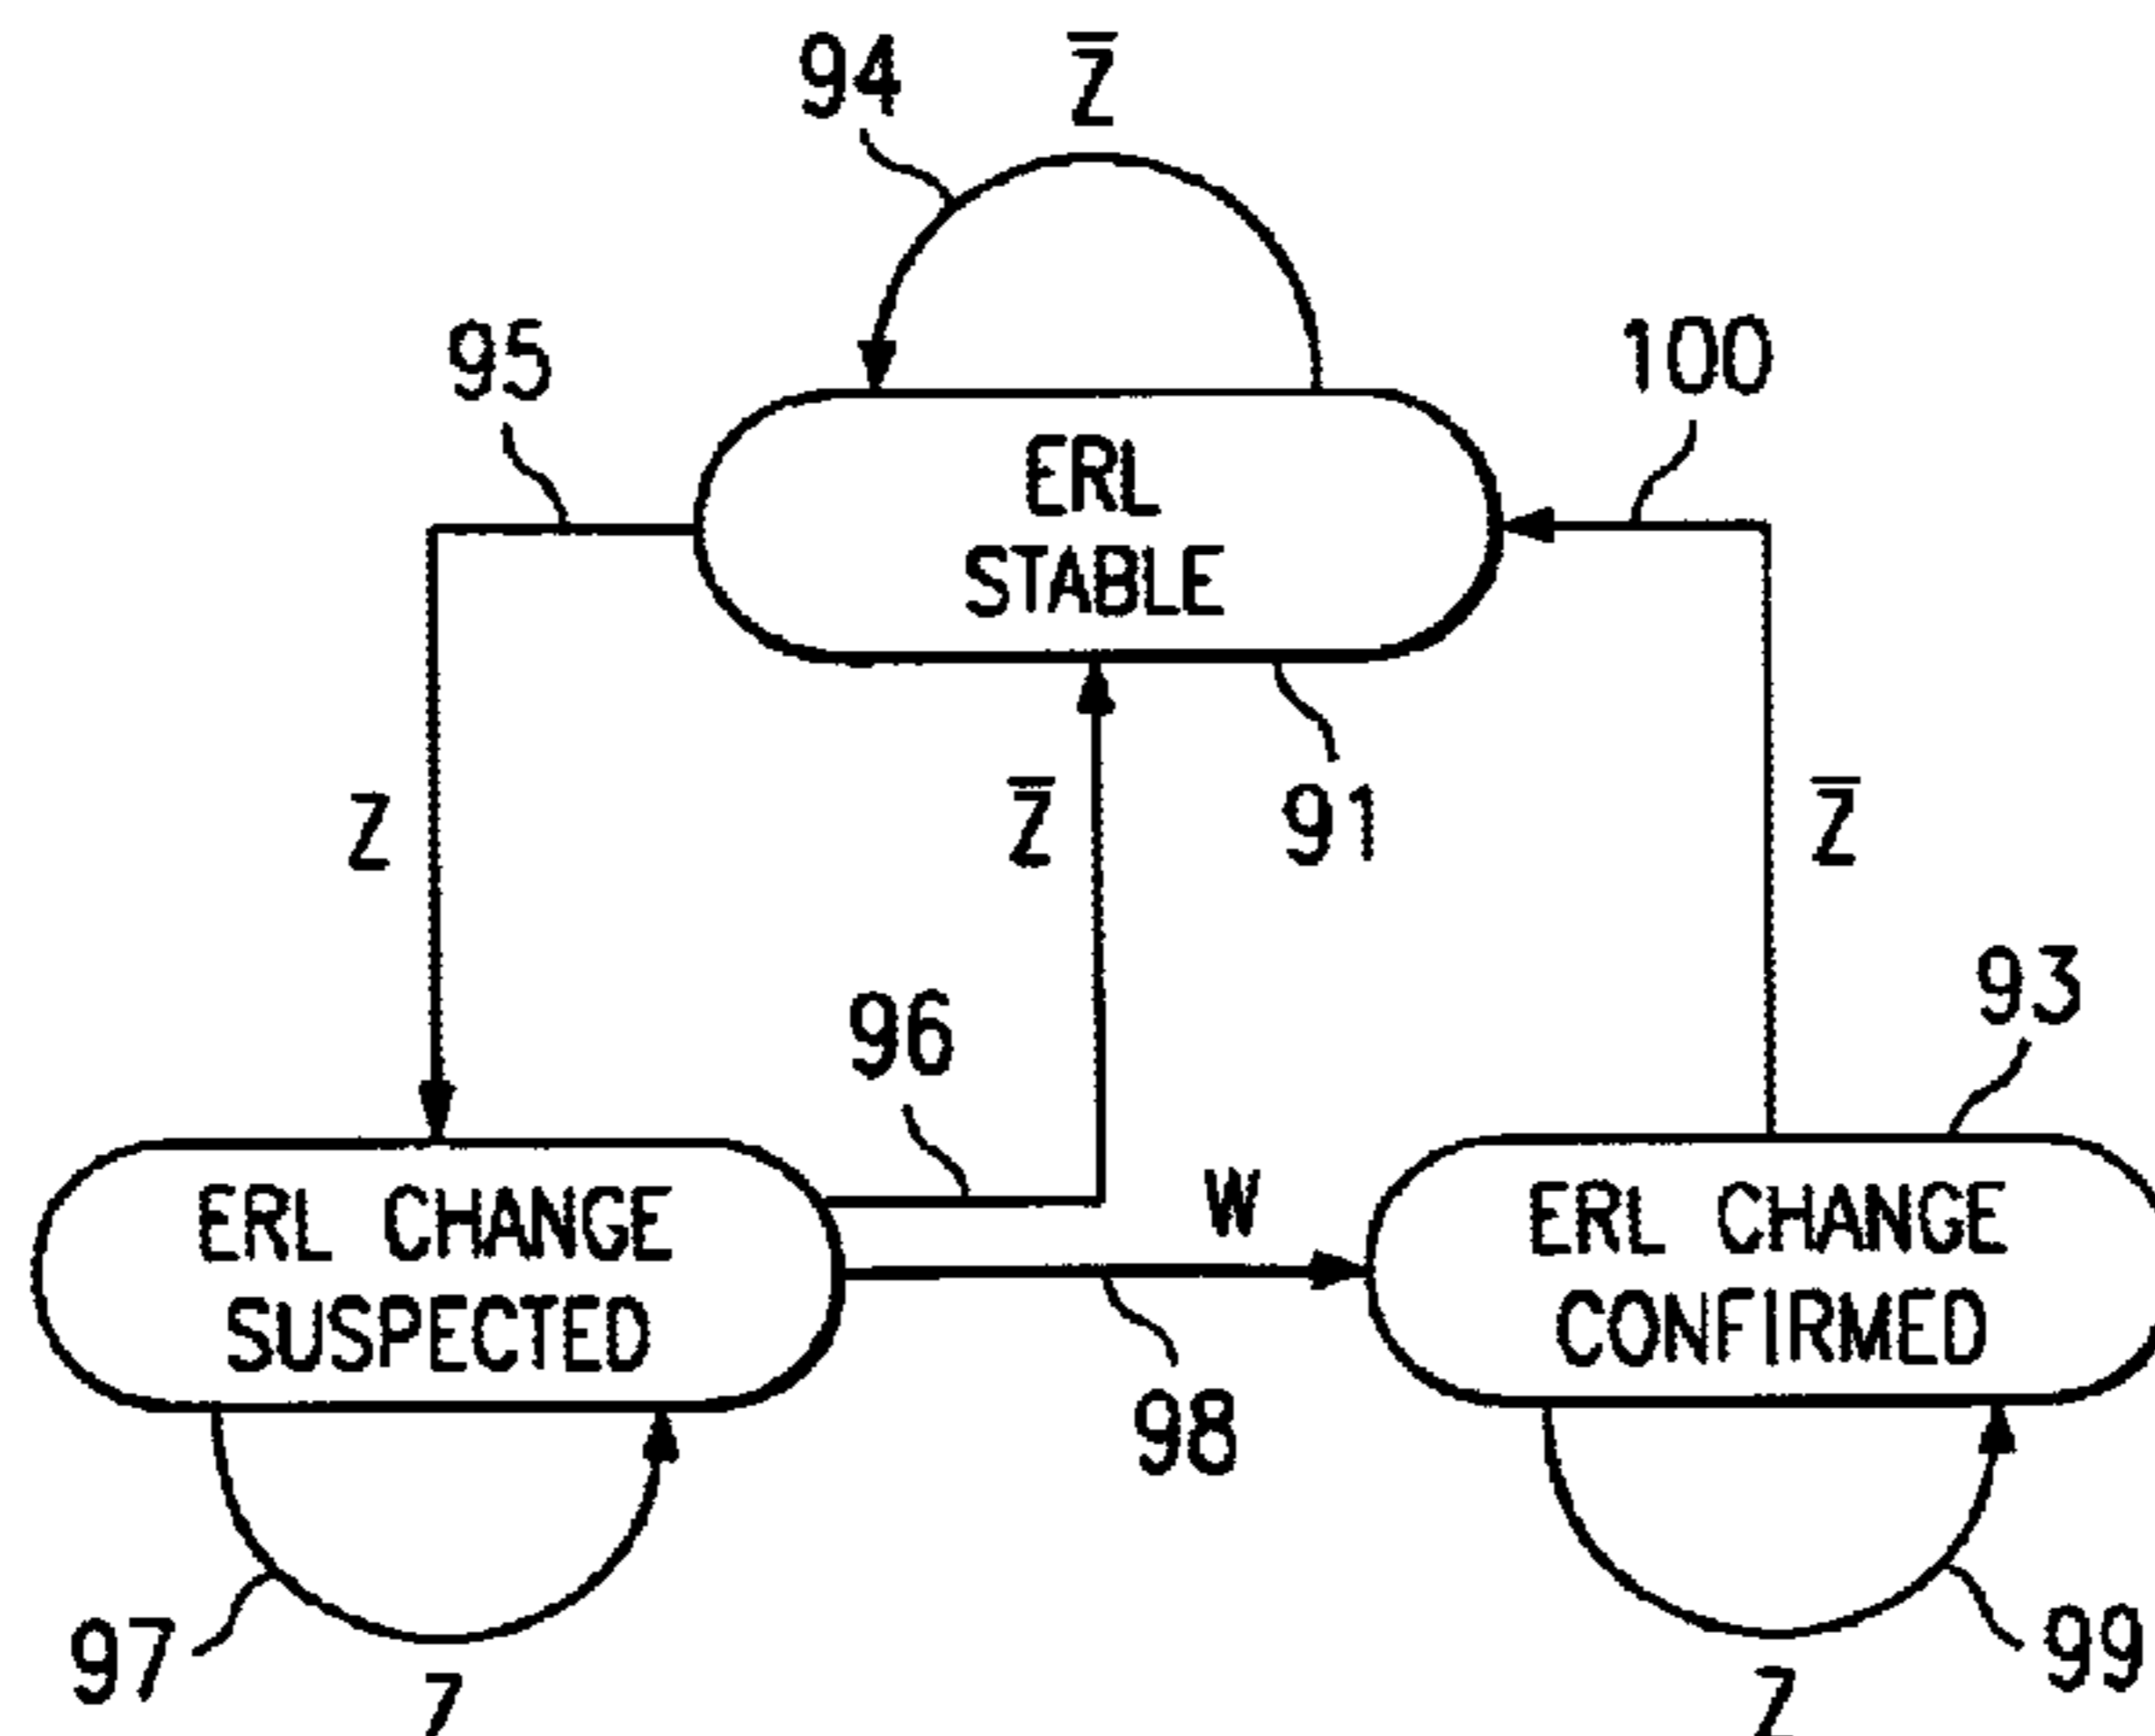 94
Z̅
95
100
ERL
STABLE
Z
Z̅
91
Z̅
96
93
W
ERL CHANGE
SUSPECTED
ERL CHANGE
CONFIRMED
98
97
99
Z
Z